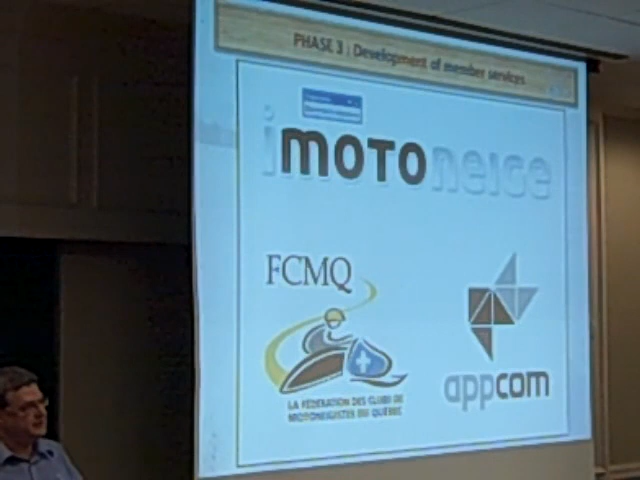 PHASE 3 : Development of member services
iMOTOneige
FCMQ
LA FÉDÉRATION DES CLUBS DE
MOTONEIGISTES DU QUÉBEC
appcom